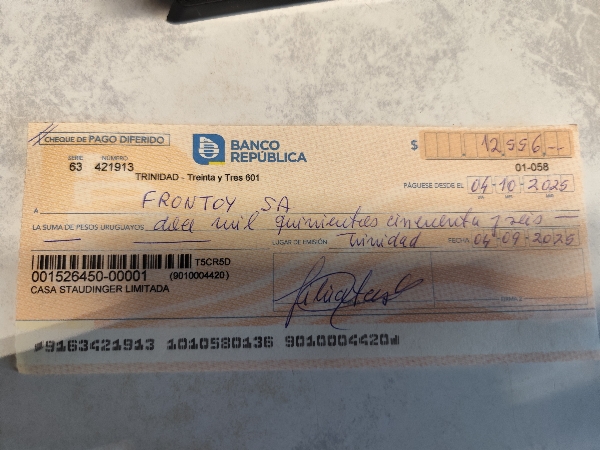 CHEQUE DE PAGO DIFERIDO
BANCO
REPÚBLICA
$ 12.556,--
SERIE NÚMERO
63 421913
01-058
TRINIDAD - Treinta y Tres 601
PÁGUESE DESDE EL 04-10-2025
A FRONTOY SA
LA SUMA DE PESOS URUGUAYOS doce mil quinientos cincuenta y seis
LUGAR DE EMISIÓN Trinidad FECHA 04-09-2025
T5CR5D
001526450-00001 (9010004420)
CASA STAUDINGER LIMITADA
9163421913 1010580136 9010004420